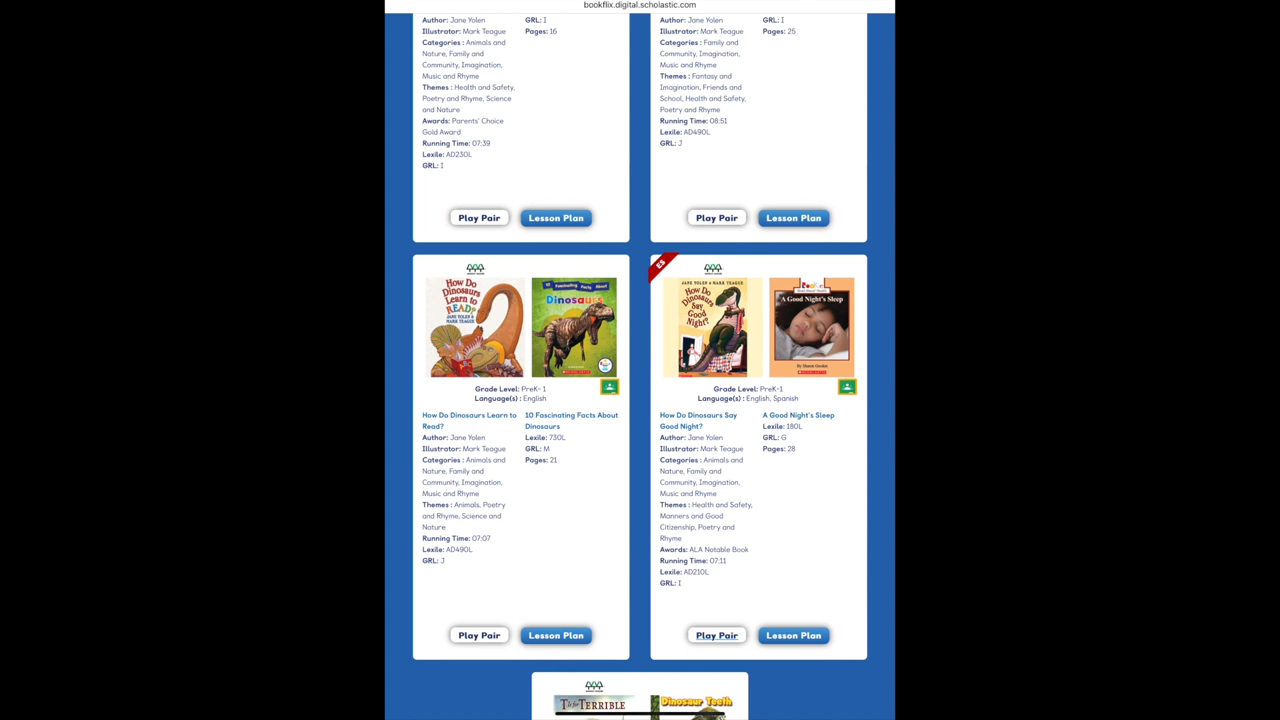 bookflix.digital.scholastic.com
Author: Jane Yolen
Illustrator: Mark Teague
Categories : Animals and
Nature, Family and
Community, Imagination,
Music and Rhyme
Themes : Health and Safety,
Poetry and Rhyme, Science
and Nature
Awards: Parents' Choice
Gold Award
Running Time: 07:39
Lexile: AD230L
GRL: I
GRL: I
Pages: 16
Play Pair
Lesson Plan
Author: Jane Yolen
Illustrator: Mark Teague
Categories : Family and
Community, Imagination,
Music and Rhyme
Themes : Fantasy and
Imagination, Friends and
School, Health and Safety,
Poetry and Rhyme
Running Time: 08:51
Lexile: AD490L
GRL: J
GRL: I
Pages: 25
Play Pair
Lesson Plan
How Do
Dinosaurs
Learn to
READ?
JANE YOLEN
MARK TEAGUE
10 Fascinating Facts About
Dinosaurs
SCHOLASTIC
Grade Level: PreK- 1
Language(s) : English
How Do Dinosaurs Learn to
Read?
Author: Jane Yolen
Illustrator: Mark Teague
Categories : Animals and
Nature, Family and
Community, Imagination,
Music and Rhyme
Themes : Animals, Poetry
and Rhyme, Science and
Nature
Running Time: 07:07
Lexile: AD490L
GRL: J
10 Fascinating Facts About
Dinosaurs
Lexile: 730L
GRL: M
Pages: 21
Play Pair
Lesson Plan
ES
JANE YOLEN & MARK TEAGUE
How Do
Dinosaurs
Say
Good
Night?
A Good Night's Sleep
By Sharon Gordon
SCHOLASTIC
Grade Level: PreK-1
Language(s) : English, Spanish
How Do Dinosaurs Say
Good Night?
Author: Jane Yolen
Illustrator: Mark Teague
Categories : Animals and
Nature, Family and
Community, Imagination,
Music and Rhyme
Themes : Health and Safety,
Manners and Good
Citizenship, Poetry and
Rhyme
Awards: ALA Notable Book
Running Time: 07:11
Lexile: AD210L
GRL: I
A Good Night's Sleep
Lexile: 180L
GRL: G
Pages: 28
Play Pair
Lesson Plan
TERRIBLE
Dinosaur Teeth